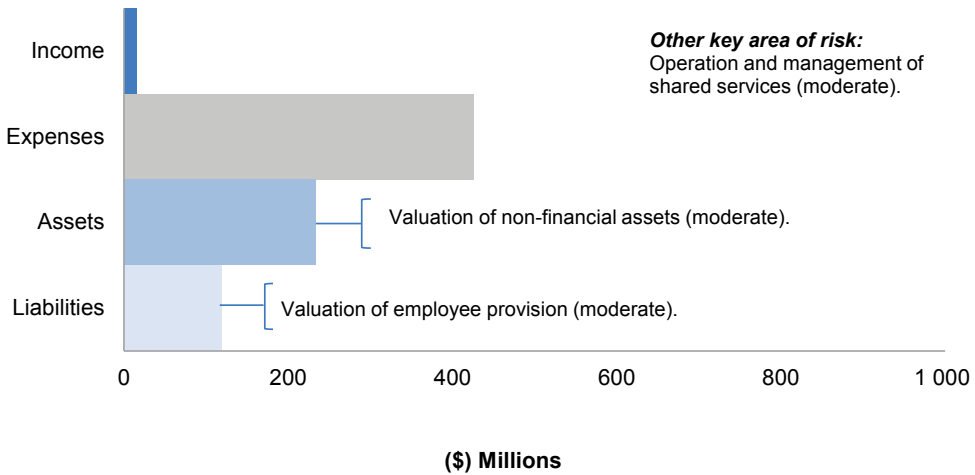 Income
Other key area of risk:
Operation and management of
shared services (moderate).
Expenses
Assets
Valuation of non-financial assets (moderate).
Liabilities
Valuation of employee provision (moderate).
0 200 400 600 800 1 000
($) Millions